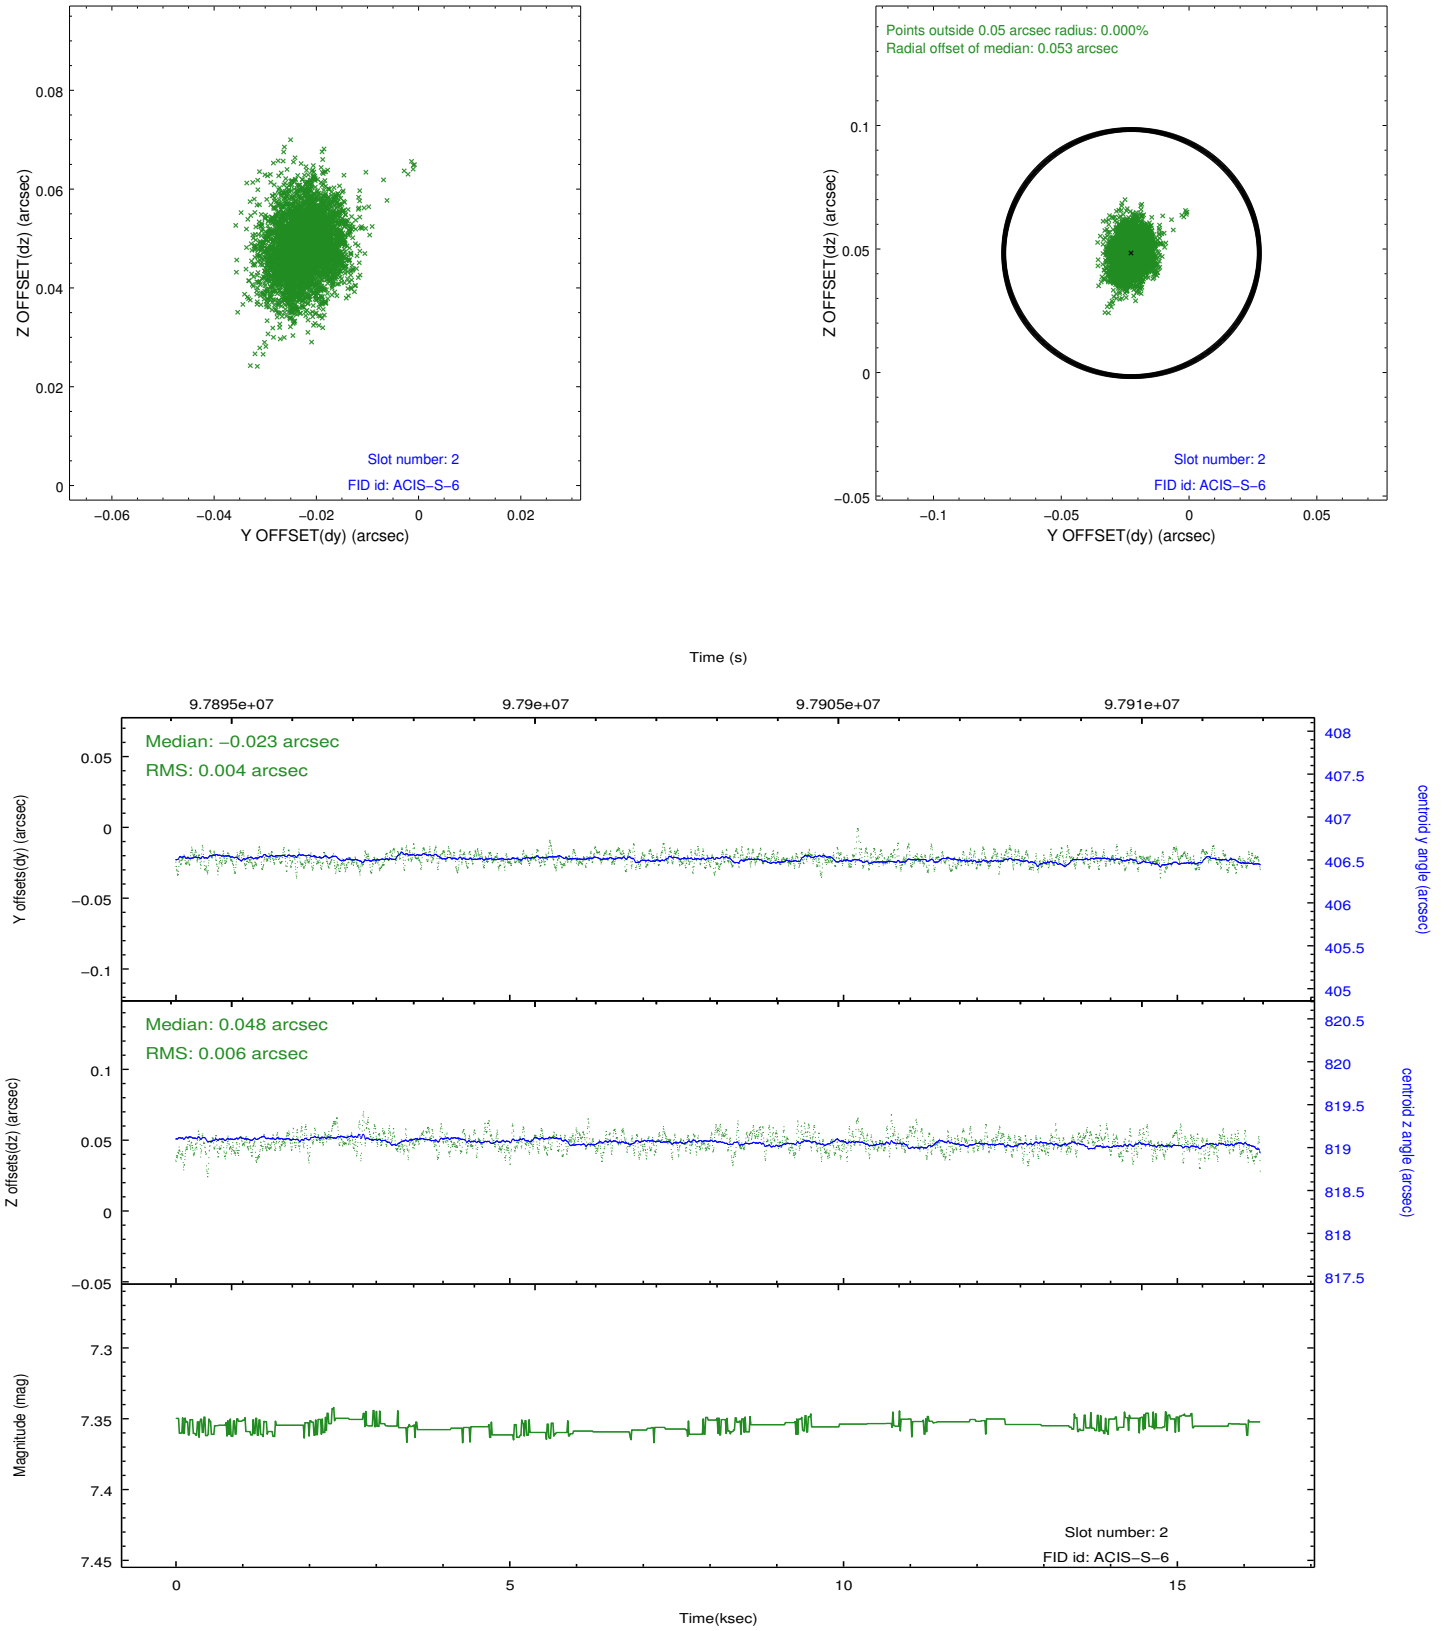 0.08
0.06
0.04
0.02
0
−0.06
−0.04
−0.02
0
0.02
Z OFFSET(dz) (arcsec)
Y OFFSET(dy) (arcsec)
Slot number: 2
FID id: ACIS−S−6
Points outside 0.05 arcsec radius: 0.000%
Radial offset of median: 0.053 arcsec
0.1
0.05
0
−0.05
−0.1
−0.05
0
0.05
Z OFFSET(dz) (arcsec)
Y OFFSET(dy) (arcsec)
Slot number: 2
FID id: ACIS−S−6
Time (s)
9.7895e+07
9.79e+07
9.7905e+07
9.791e+07
Median: −0.023 arcsec
RMS: 0.004 arcsec
0.05
0
−0.05
−0.1
Y offsets(dy) (arcsec)
408
407.5
407
406.5
406
405.5
405
centroid y angle (arcsec)
Median: 0.048 arcsec
RMS: 0.006 arcsec
0.1
0.05
0
−0.05
Z offsets(dz) (arcsec)
820.5
820
819.5
819
818.5
818
817.5
centroid z angle (arcsec)
7.3
7.35
7.4
7.45
Magnitude (mag)
Slot number: 2
FID id: ACIS−S−6
0
5
10
15
Time(ksec)